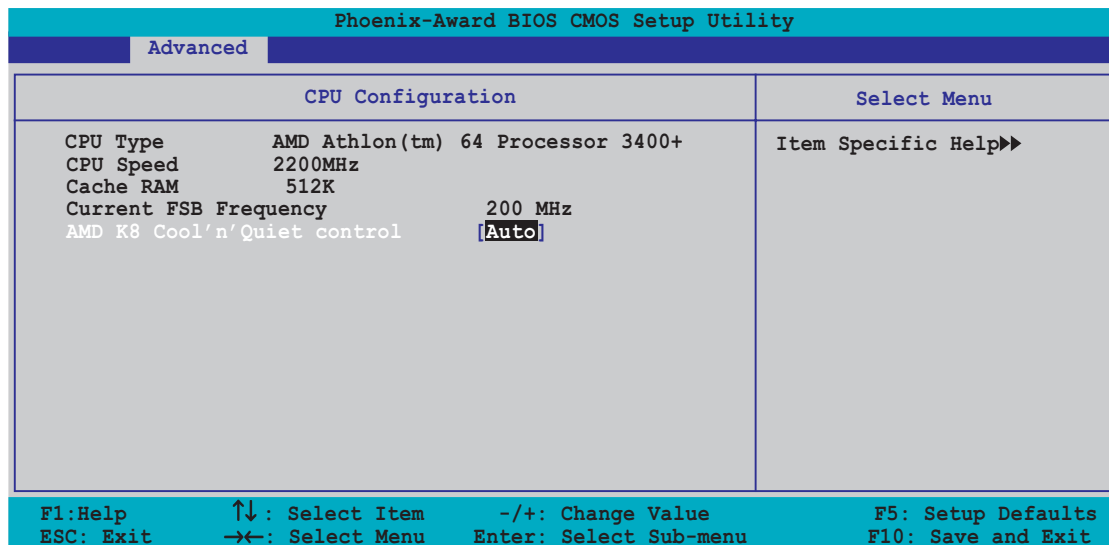 Phoenix-Award BIOS CMOS Setup Utility
Advanced
CPU Configuration
Select Menu
CPU Type AMD Athlon(tm) 64 Processor 3400+
Item Specific Help▶▶
CPU Speed 2200MHz
Cache RAM 512K
Current FSB Frequency 200 MHz
AMD K8 Cool'n'Quiet control [Auto]
F1:Help ↑↓: Select Item -/+: Change Value F5: Setup Defaults
ESC: Exit →←: Select Menu Enter: Select Sub-menu F10: Save and Exit